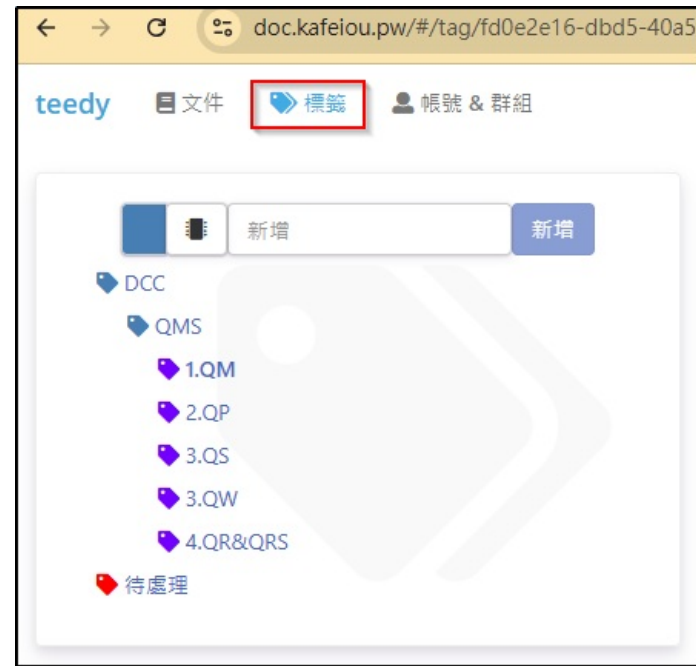 doc.kafeiou.pw/#/tag/fd0e2e16-dbd5-40a5
teedy 文件 標籤 帳號 & 群組
新增 新增
DCC
QMS
1.QM
2.QP
3.QS
3.QW
4.QR&QRS
待處理